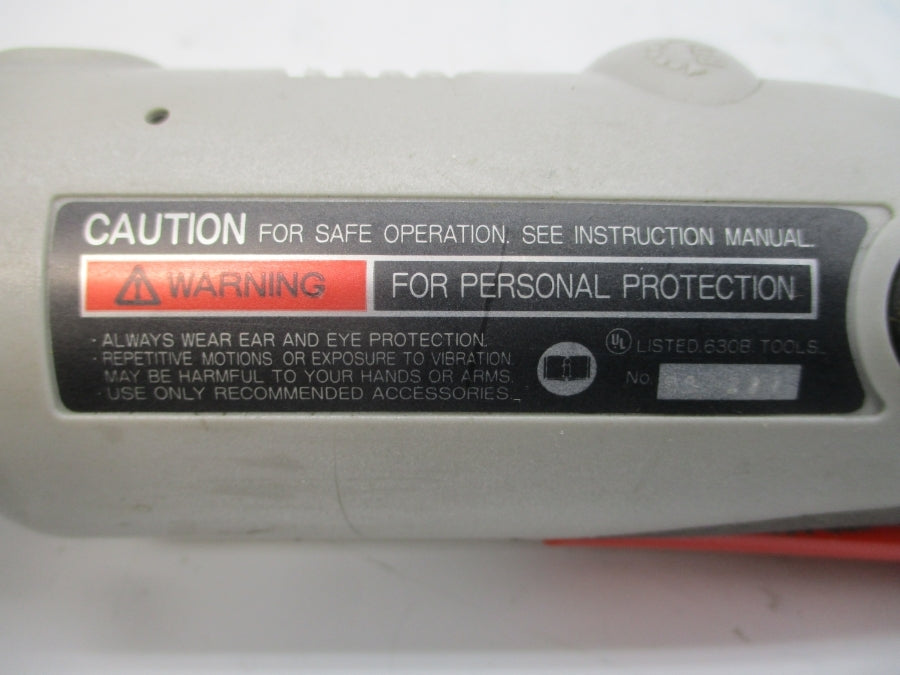 CAUTION FOR SAFE OPERATION. SEE INSTRUCTION MANUAL.
WARNING FOR PERSONAL PROTECTION
· ALWAYS WEAR EAR AND EYE PROTECTION.
· REPETITIVE MOTIONS OR EXPOSURE TO VIBRATION
MAY BE HARMFUL TO YOUR HANDS OR ARMS.
· USE ONLY RECOMMENDED ACCESSORIES.
UL LISTED. 630B TOOLS.
No.